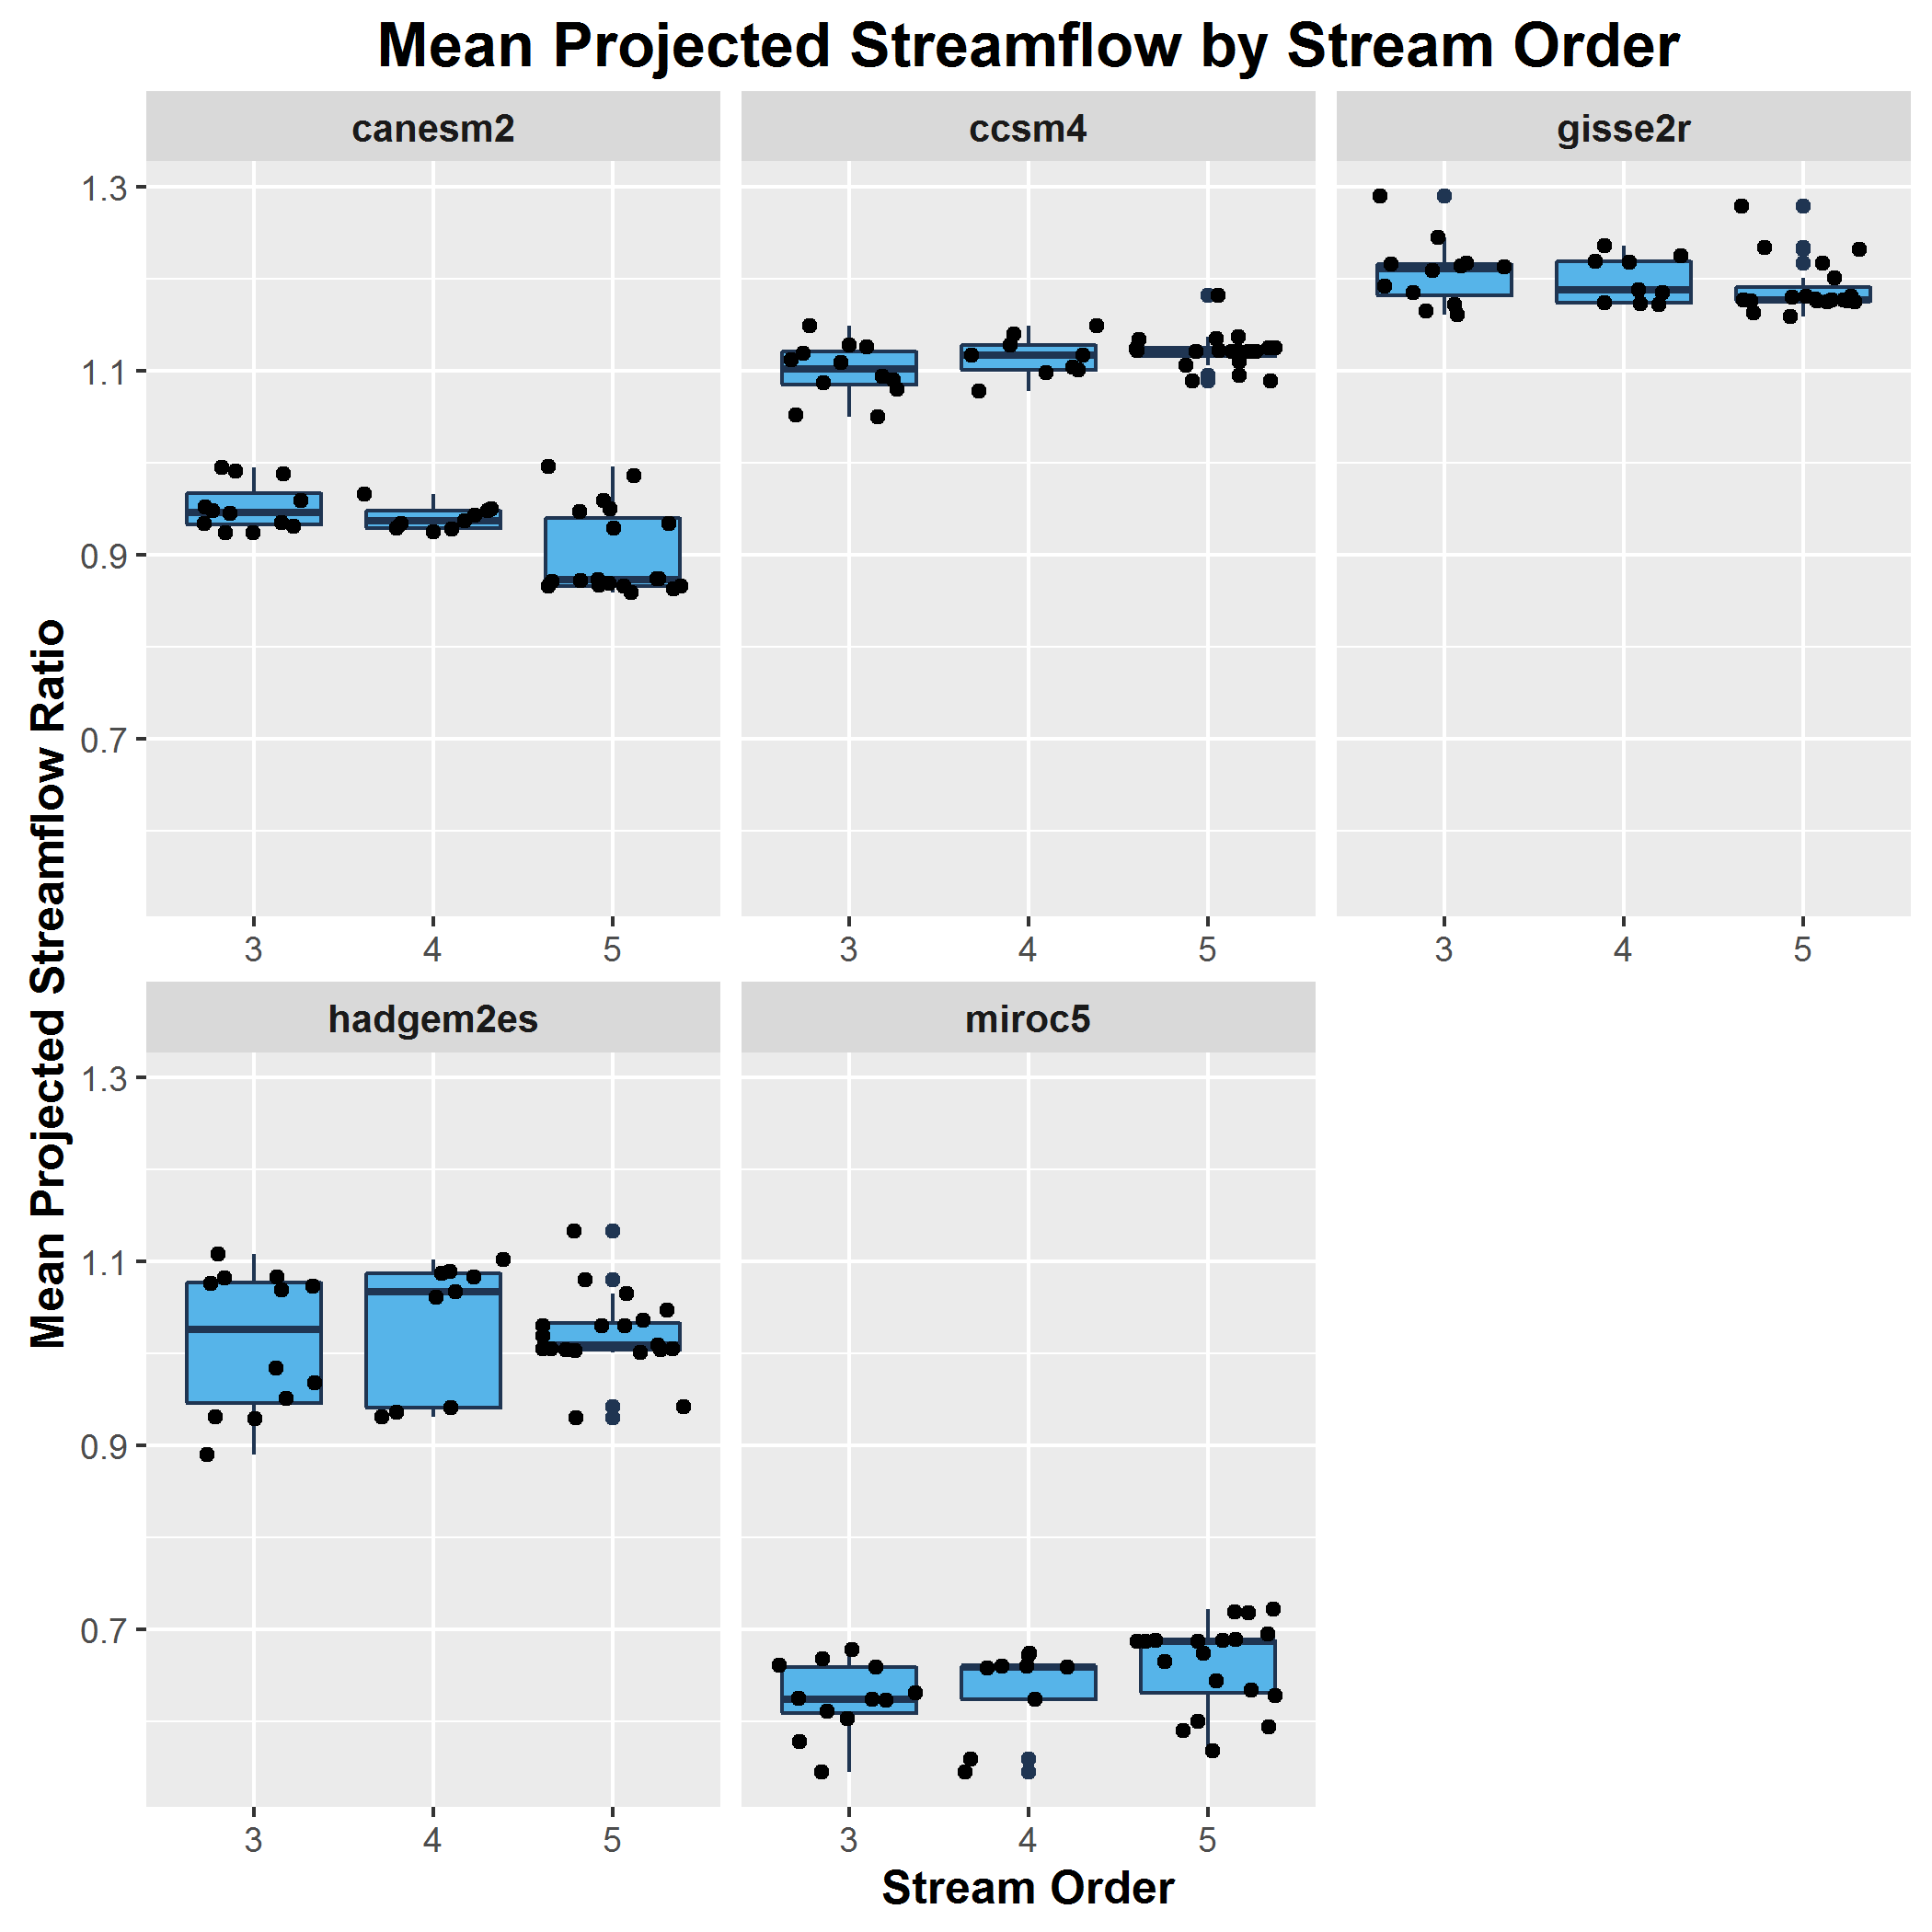 Mean Projected Streamflow by Stream Order
canesm2
ccsm4
gisse2r
1.3
1.1
0.9
0.7
3
4
5
3
4
5
3
4
5
Mean Projected Streamflow Ratio
hadgem2es
miroc5
1.3
1.1
0.9
0.7
3
4
5
3
4
5
Stream Order